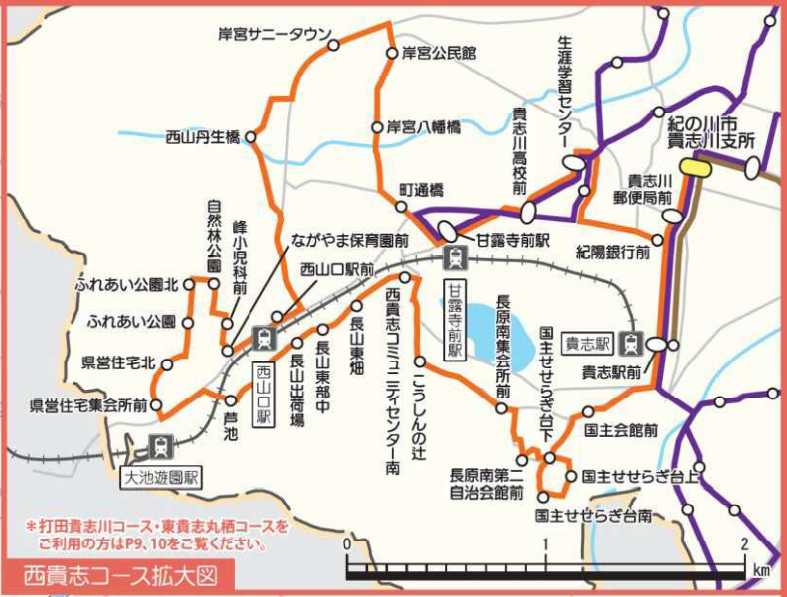 岸宮サニータウン
岸宮公民館
生涯学習センター
紀の川市
貴志川支所
西山丹生橋
岸宮八幡橋
貴志川高校前
貴志川
郵便局前
町通橋
自然林公園
峰小児科前
ながやま保育園前
甘露寺前駅
紀陽銀行前
西山口駅前
ふれあい公園北
ふれあい公園
県営住宅北
県営住宅集会所前
芦池
西山口駅
長山出荷場
長山東部中
長山東畑
西貴志コミュニティセンター南
こうしんの辻
甘露寺前駅
長原南集会所前
国主せせらぎ台下
貴志駅
貴志駅前
国主会館前
大池遊園駅
長原南第二
自治会館前
国主せせらぎ台上
国主せせらぎ台南
*打田貴志川コース・東貴志丸栖コースを
ご利用の方はP9、10をご覧ください。
0 1 2
km
西貴志コース拡大図